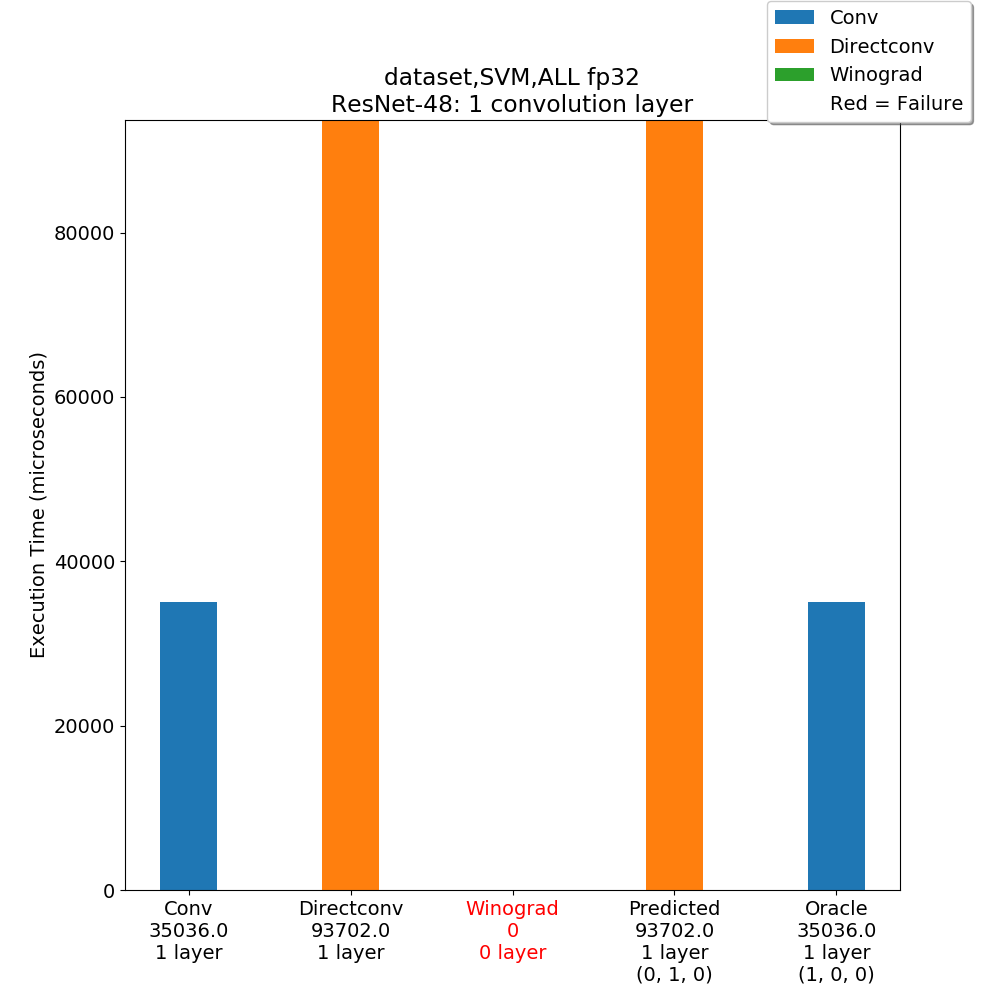 Conv
Directconv
Winograd
Red = Failure
dataset,SVM,ALL fp32
ResNet-48: 1 convolution layer
Execution Time (microseconds)
80000
60000
40000
20000
0
Conv
35036.0
1 layer
Directconv
93702.0
1 layer
Winograd
0
0 layer
Predicted
93702.0
1 layer
(0, 1, 0)
Oracle
35036.0
1 layer
(1, 0, 0)